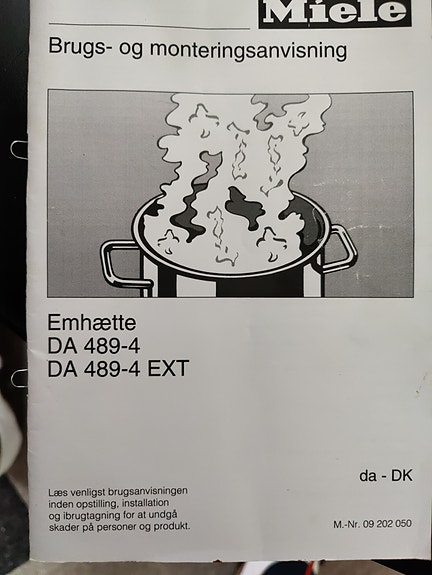 Miele
Brugs- og monteringsanvisning
Emhætte
DA 489-4
DA 489-4 EXT
da - DK
Læs venligst brugsanvisningen
inden opstilling, installation
og ibrugtagning for at undgå
skader på personer og produkt.
M.-Nr. 09 202 050